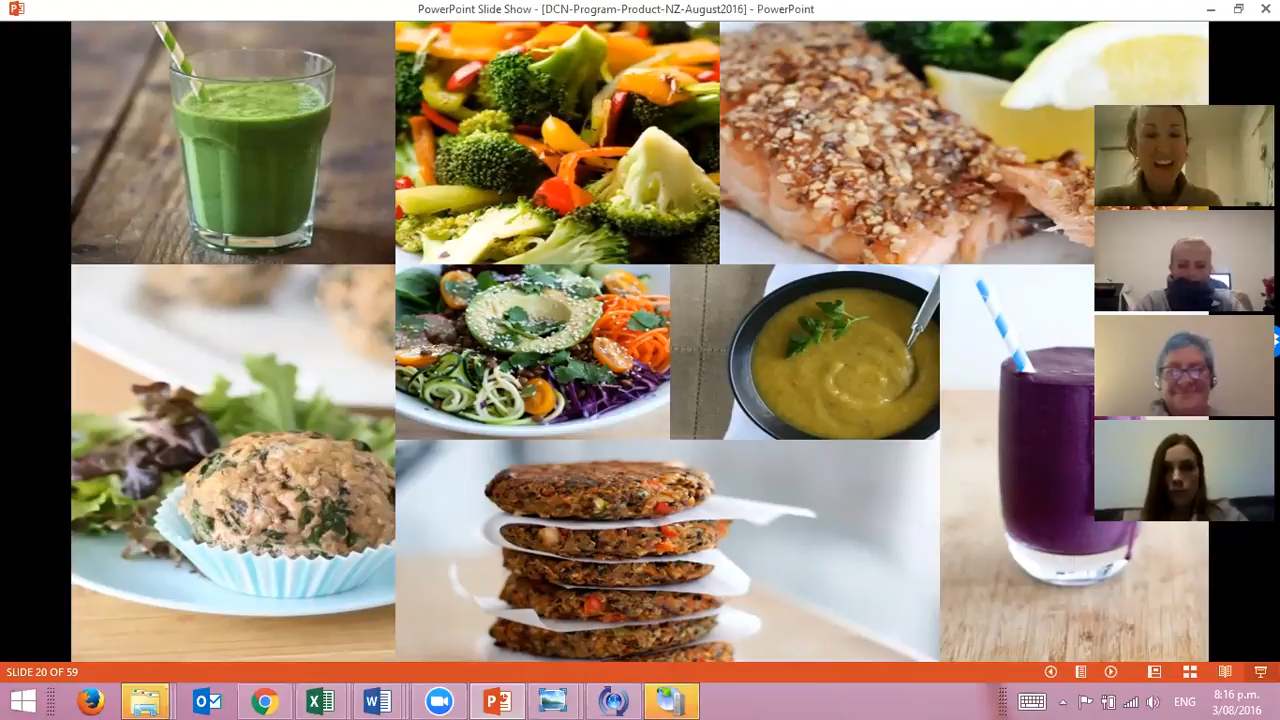 PowerPoint Slide Show - [DCN-Program-Product-NZ-August2016] - PowerPoint
SLIDE 20 OF 59
ENG
8:16 p.m.
3/08/2016